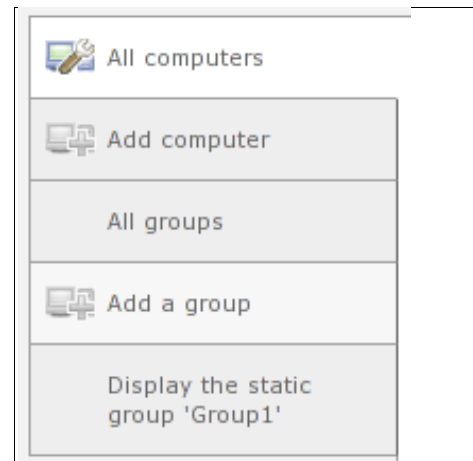 All computers
Add computer
All groups
Add a group
Display the static
group 'Group1'